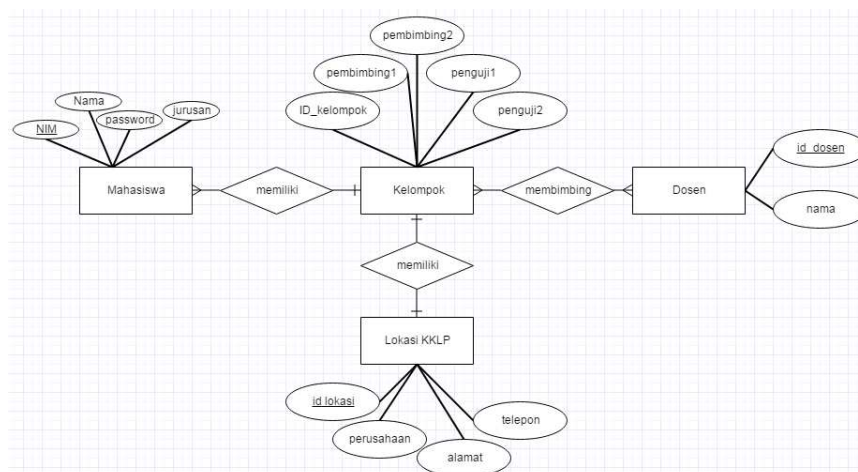 pembimbing2
pembimbing1
penguji1
Nama
jurusan
ID_kelompok
penguji2
NIM
password
id_dosen
Mahasiswa
memiliki
Kelompok
membimbing
Dosen
nama
memiliki
Lokasi KKLP
id lokasi
telepon
perusahaan
alamat